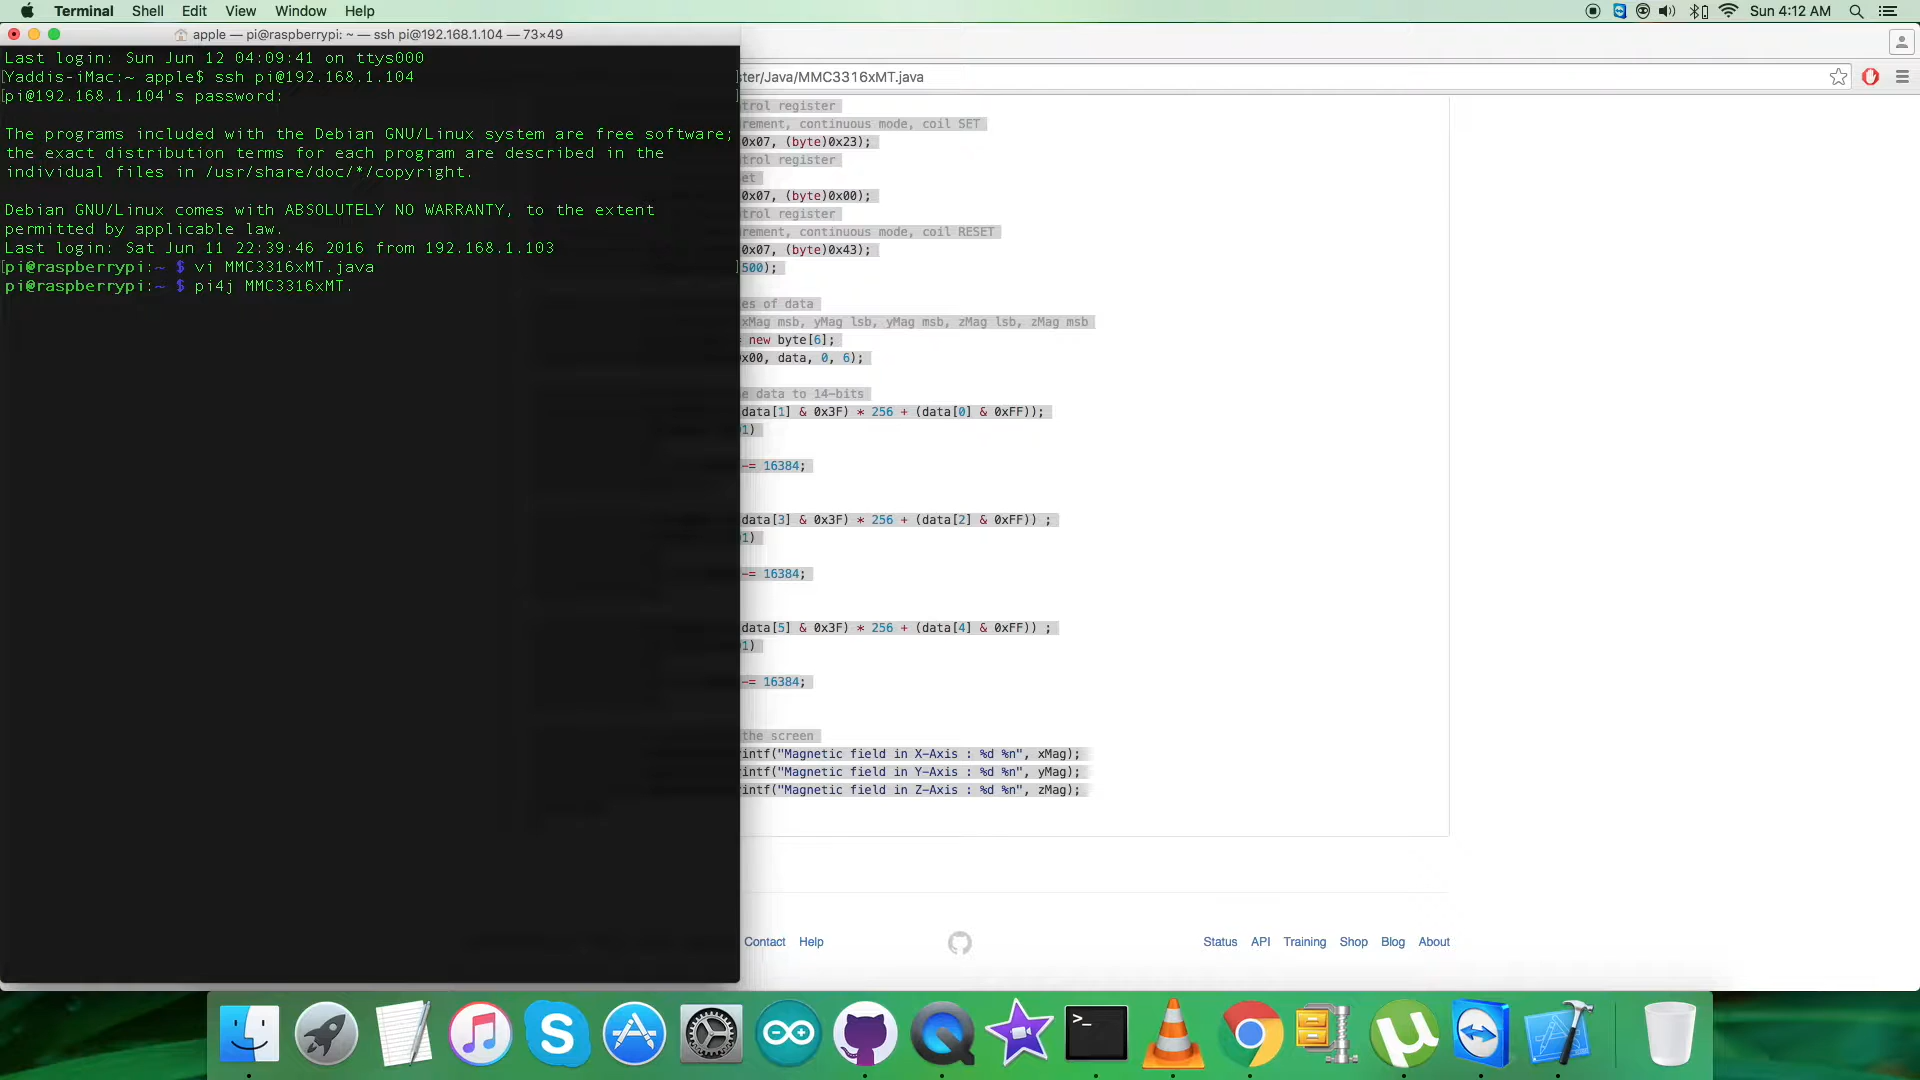 Terminal Shell Edit View Window Help Sun 4:12 AM
apple — pi@raspberrypi: ~ — ssh pi@192.168.1.104 — 73×49
Last login: Sun Jun 12 04:09:41 on ttys000
[Yaddis-iMac:~ apple$ ssh pi@192.168.1.104 ]
[pi@192.168.1.104's password: ]
The programs included with the Debian GNU/Linux system are free software;
the exact distribution terms for each program are described in the
individual files in /usr/share/doc/*/copyright.
Debian GNU/Linux comes with ABSOLUTELY NO WARRANTY, to the extent
permitted by applicable law.
Last login: Sat Jun 11 22:39:46 2016 from 192.168.1.103
[pi@raspberrypi:~ $ vi MMC3316xMT.java ]
pi@raspberrypi:~ $ pi4j MMC3316xMT.
ster/Java/MMC3316xMT.java
trol register
rement, continuous mode, coil SET
0x07, (byte)0x23);
trol register
et
0x07, (byte)0x00);
trol register
rement, continuous mode, coil RESET
0x07, (byte)0x43);
500);
es of data
xMag msb, yMag lsb, yMag msb, zMag lsb, zMag msb
= new byte[6];
x00, data, 0, 6);
e data to 14-bits
data[1] & 0x3F) * 256 + (data[0] & 0xFF));
1)
-= 16384;
data[3] & 0x3F) * 256 + (data[2] & 0xFF)) ;
1)
-= 16384;
data[5] & 0x3F) * 256 + (data[4] & 0xFF)) ;
1)
-= 16384;
the screen
intf("Magnetic field in X-Axis : %d %n", xMag);
intf("Magnetic field in Y-Axis : %d %n", yMag);
intf("Magnetic field in Z-Axis : %d %n", zMag);
Contact Help Status API Training Shop Blog About